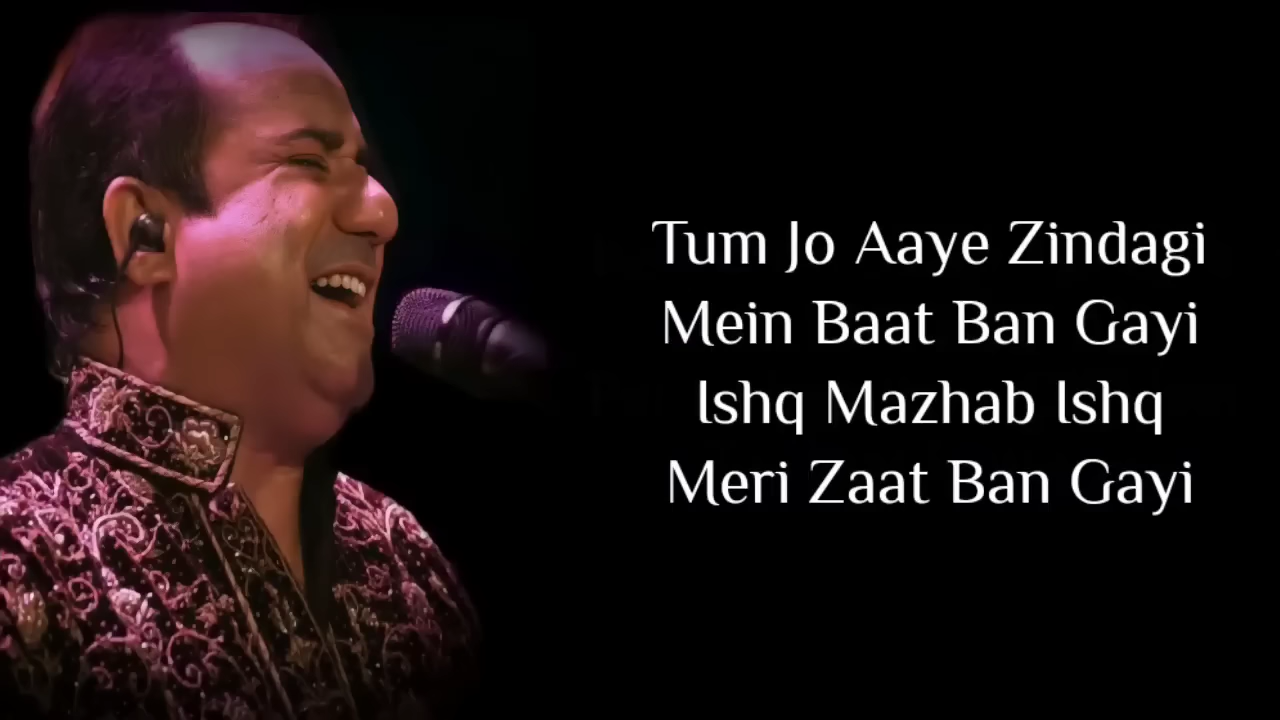 Tum Jo Aaye Zindagi
Mein Baat Ban Gayi
Ishq Mazhab Ishq
Meri Zaat Ban Gayi